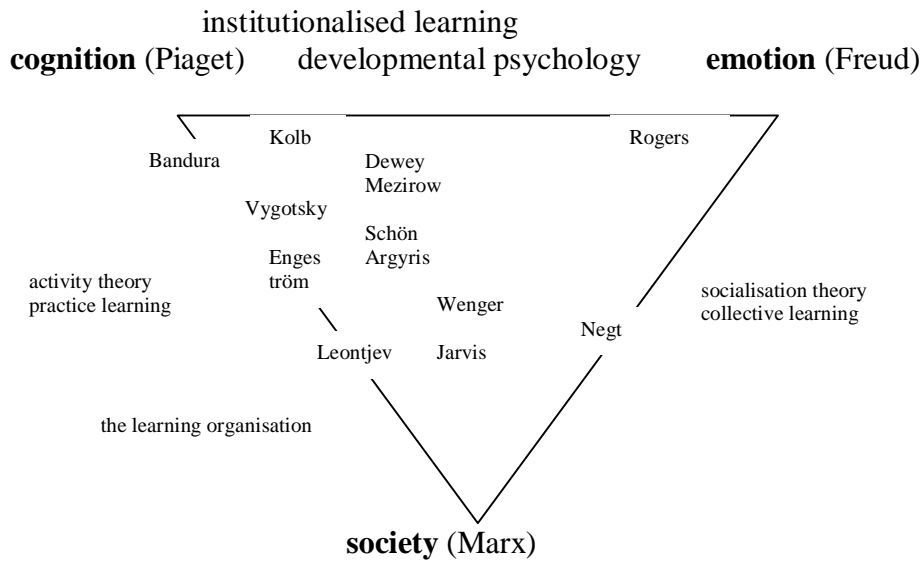 institutionalised learning
cognition (Piaget) developmental psychology emotion (Freud)
Kolb
Rogers
Bandura
Dewey
Mezirow
Vygotsky
Schön
Argyris
Enges
tröm
activity theory
practice learning
socialisation theory
collective learning
Wenger
Negt
Leontjev
Jarvis
the learning organisation
society (Marx)